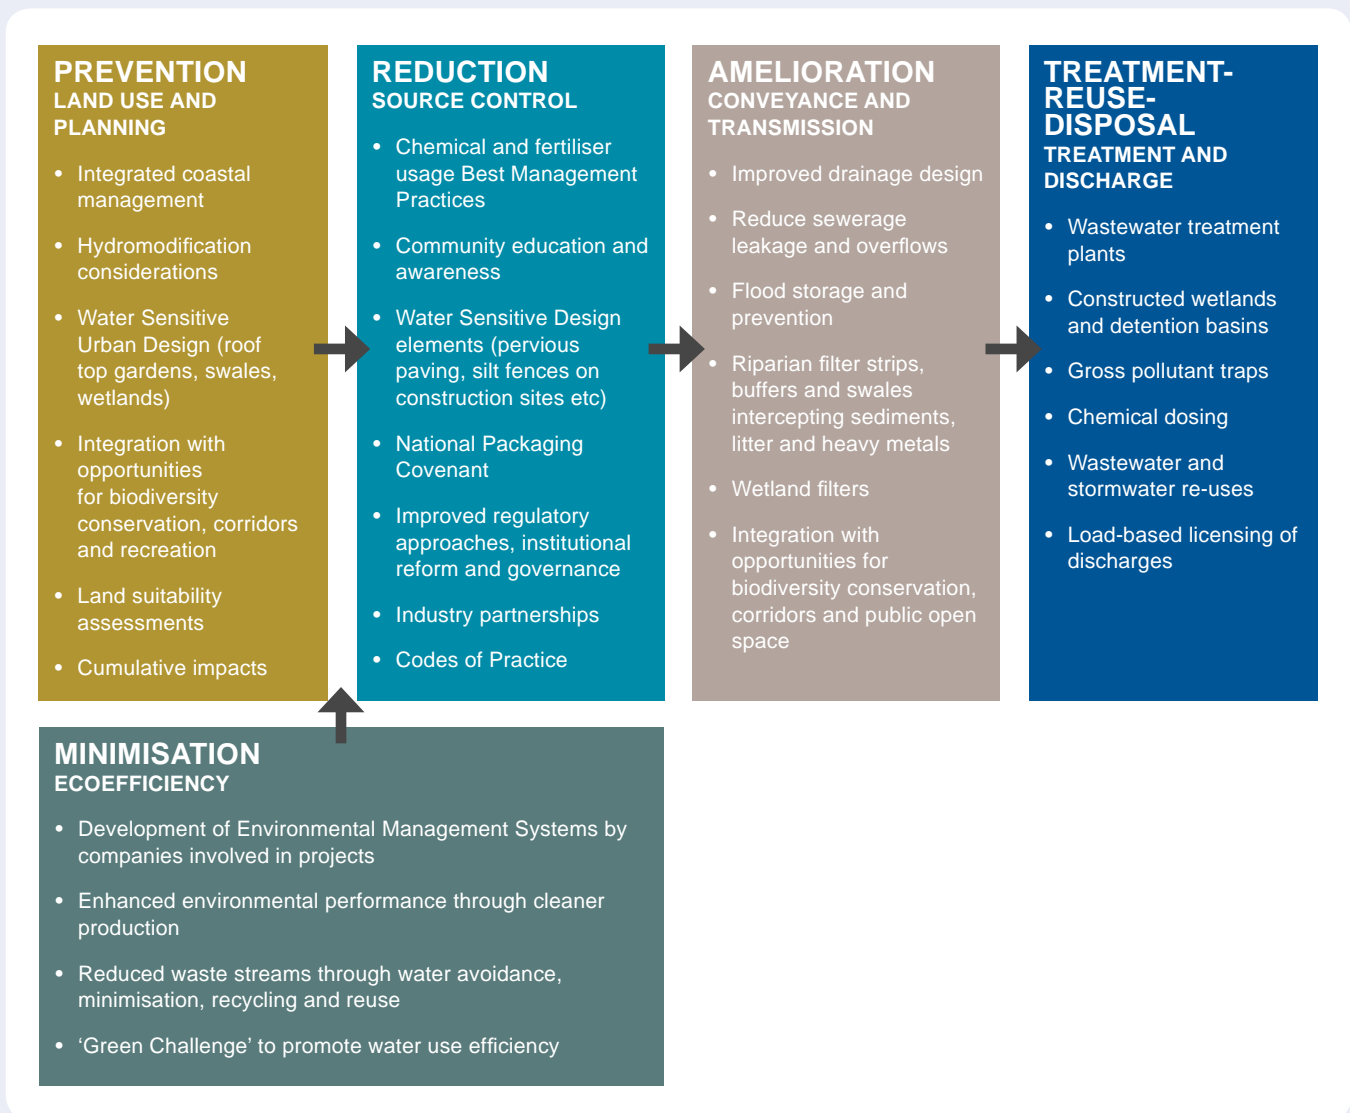 PREVENTION
LAND USE AND
PLANNING
• Integrated coastal
management
• Hydromodification
considerations
• Water Sensitive
Urban Design (roof
top gardens, swales,
wetlands)
• Integration with
opportunities
for biodiversity
conservation, corridors
and recreation
• Land suitability
assessments
• Cumulative impacts
REDUCTION
SOURCE CONTROL
• Chemical and fertiliser
usage Best Management
Practices
• Community education and
awareness
• Water Sensitive Design
elements (pervious
paving, silt fences on
construction sites etc)
• National Packaging
Covenant
• Improved regulatory
approaches, institutional
reform and governance
• Industry partnerships
• Codes of Practice
AMELIORATION
CONVEYANCE AND
TRANSMISSION
• Improved drainage design
• Reduce sewerage
leakage and overflows
• Flood storage and
prevention
• Riparian filter strips,
buffers and swales
intercepting sediments,
litter and heavy metals
• Wetland filters
• Integration with
opportunities for
biodiversity conservation,
corridors and public open
space
TREATMENT-
REUSE-
DISPOSAL
TREATMENT AND
DISCHARGE
• Wastewater treatment
plants
• Constructed wetlands
and detention basins
• Gross pollutant traps
• Chemical dosing
• Wastewater and
stormwater re-uses
• Load-based licensing of
discharges
MINIMISATION
ECOEFFICIENCY
• Development of Environmental Management Systems by
companies involved in projects
• Enhanced environmental performance through cleaner
production
• Reduced waste streams through water avoidance,
minimisation, recycling and reuse
• ‘Green Challenge’ to promote water use efficiency